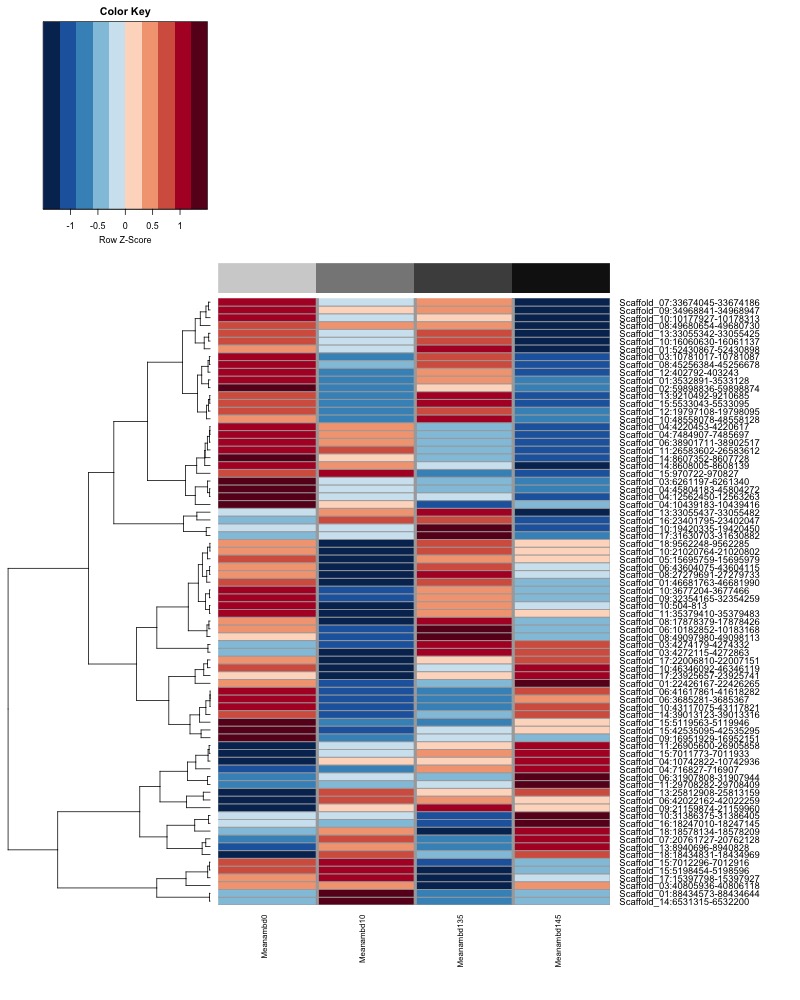 Color Key
-1 -0.5 0 0.5 1
Row Z-Score
Scaffold_07:33674045-33674186
Scaffold_09:34968841-34968947
Scaffold_10:10177927-10178313
Scaffold_08:49680654-49680730
Scaffold_13:33055342-33055425
Scaffold_10:16060630-16061137
Scaffold_01:52430867-52430898
Scaffold_03:10781017-10781087
Scaffold_08:45256384-45256678
Scaffold_12:402792-403243
Scaffold_01:3532891-3533128
Scaffold_02:59898836-59898874
Scaffold_13:9210492-9210685
Scaffold_15:5533043-5533095
Scaffold_12:19797108-19798095
Scaffold_10:48558078-48558128
Scaffold_04:4220453-4220617
Scaffold_04:7484907-7485697
Scaffold_06:38901711-38902517
Scaffold_11:26583602-26583612
Scaffold_14:8607352-8607728
Scaffold_14:8608005-8608139
Scaffold_15:970722-970827
Scaffold_03:6261197-6261340
Scaffold_04:45804183-45804272
Scaffold_04:12562450-12563263
Scaffold_04:10439183-10439416
Scaffold_13:33055437-33055482
Scaffold_16:23401795-23402047
Scaffold_10:19420335-19420450
Scaffold_17:31630703-31630882
Scaffold_18:9562248-9562285
Scaffold_10:21020764-21020802
Scaffold_05:15695759-15695979
Scaffold_06:43604075-43604115
Scaffold_08:27279691-27279733
Scaffold_01:46681763-46681990
Scaffold_10:3677204-3677466
Scaffold_09:32354165-32354259
Scaffold_10:504-813
Scaffold_11:35379410-35379483
Scaffold_08:17878379-17878426
Scaffold_06:10182852-10183168
Scaffold_08:49097980-49098113
Scaffold_03:4274179-4274332
Scaffold_03:4272115-4272863
Scaffold_17:22006810-22007151
Scaffold_10:46346092-46346119
Scaffold_17:23925657-23925741
Scaffold_01:22426167-22426265
Scaffold_06:41617861-41618282
Scaffold_06:3685281-3685367
Scaffold_10:43117075-43117821
Scaffold_14:39013123-39013316
Scaffold_15:5119563-5119946
Scaffold_15:42535095-42535295
Scaffold_09:16951929-16952151
Scaffold_11:26905600-26905858
Scaffold_15:7011773-7011933
Scaffold_04:10742822-10742936
Scaffold_04:716827-716907
Scaffold_06:31907808-31907944
Scaffold_11:29708282-29708409
Scaffold_13:25812908-25813159
Scaffold_06:42022162-42022259
Scaffold_09:21159874-21159960
Scaffold_10:31386375-31386405
Scaffold_16:18247010-18247145
Scaffold_18:18578134-18578209
Scaffold_07:20761727-20762128
Scaffold_13:8940696-8940828
Scaffold_18:18434831-18434969
Scaffold_15:7012296-7012916
Scaffold_15:5198454-5198596
Scaffold_17:15397798-15397927
Scaffold_03:40805936-40806118
Scaffold_01:88434573-88434644
Scaffold_14:6531315-6532200
Meanambd0
Meanambd10
Meanambd135
Meanambd145